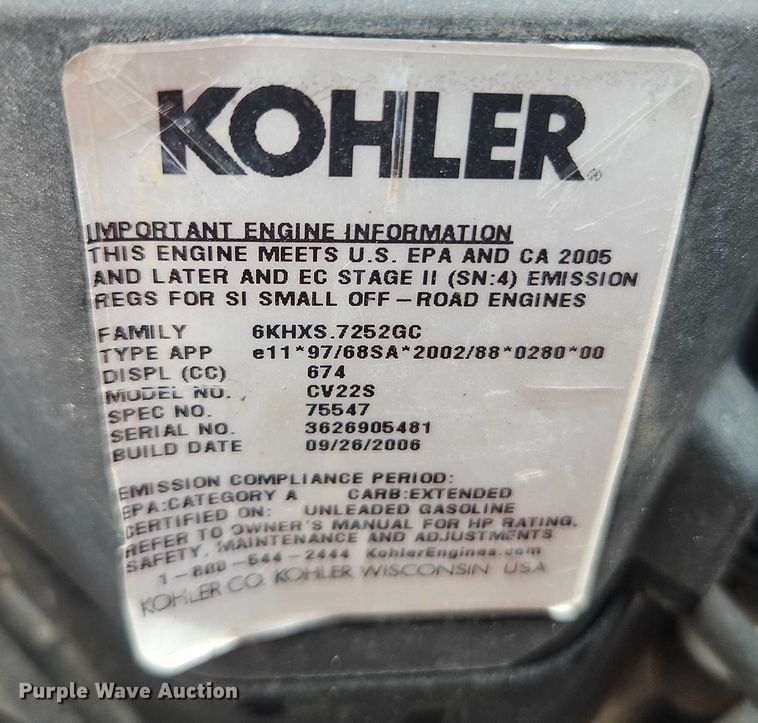 KOHLER®
IMPORTANT ENGINE INFORMATION
THIS ENGINE MEETS U.S. EPA AND CA 2005
AND LATER AND EC STAGE II (SN:4) EMISSION
REGS FOR SI SMALL OFF-ROAD ENGINES
FAMILY 6KHXS.7252GC
TYPE APP e11*97/68SA*2002/88*0280*00
DISPL (CC) 674
MODEL NO. CV22S
SPEC NO. 75547
SERIAL NO. 3626905481
BUILD DATE 09/26/2006
EMISSION COMPLIANCE PERIOD:
EPA:CATEGORY A CARB:EXTENDED
CERTIFIED ON: UNLEADED GASOLINE
REFER TO OWNER'S MANUAL FOR HP RATING,
SAFETY, MAINTENANCE AND ADJUSTMENTS
1-800-544-2444 KohlerEngines.com
KOHLER CO. KOHLER, WISCONSIN USA
Purple Wave Auction